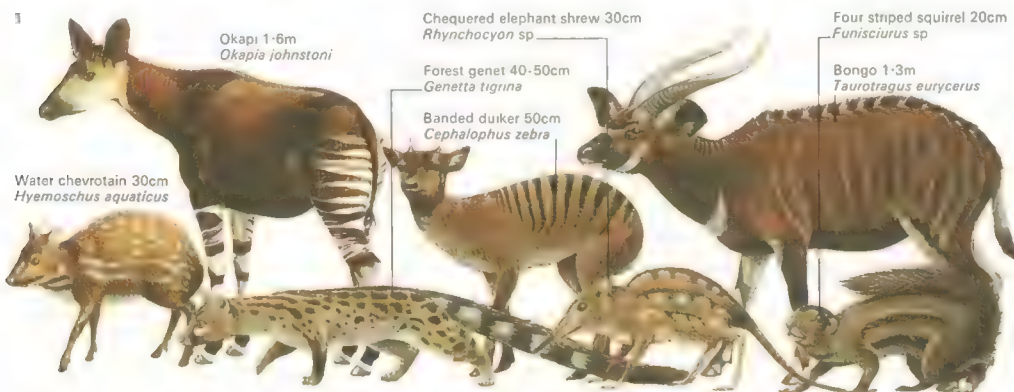 1
Okapi 1·6m
Okapia johnstoni
Chequered elephant shrew 30cm
Rhynchocyon sp
Four striped squirrel 20cm
Funisciurus sp
Forest genet 40-50cm
Genetta tigrina
Bongo 1·3m
Taurotragus eurycerus
Banded duiker 50cm
Cephalophus zebra
Water chevrotain 30cm
Hyemoschus aquaticus